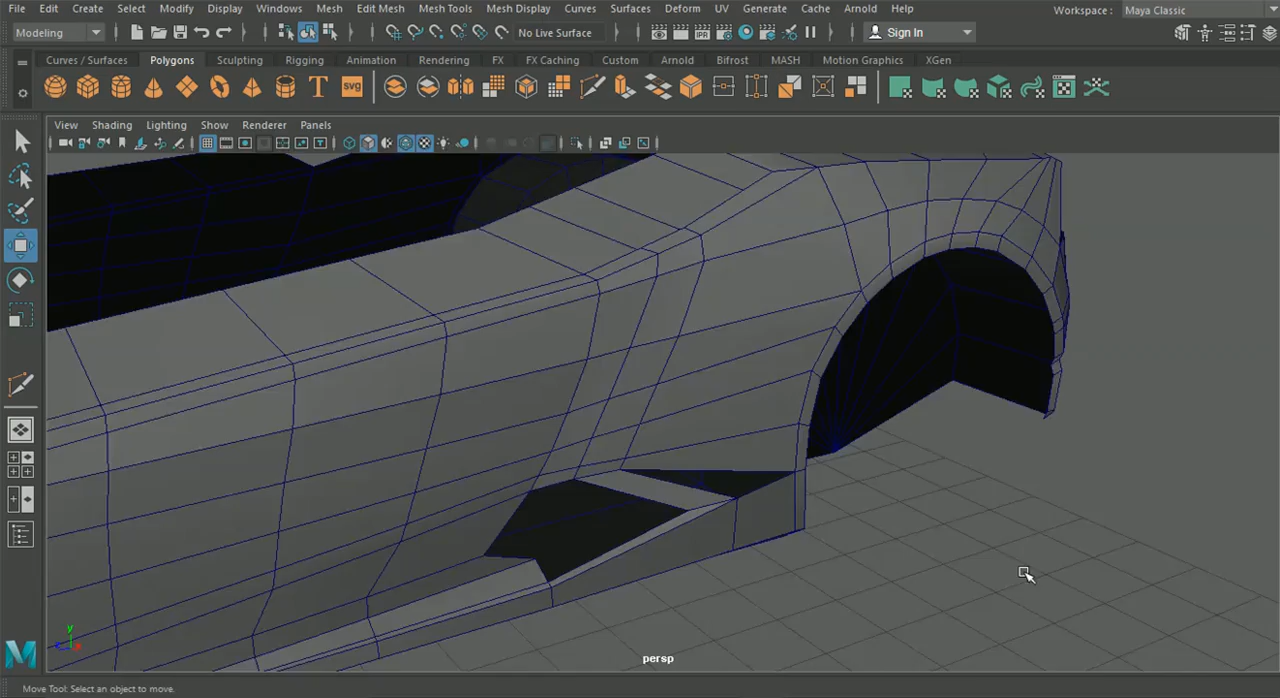 File Edit Create Select Modify Display Windows Mesh Edit Mesh Mesh Tools Mesh Display Curves Surfaces Deform UV Generate Cache Arnold Help Workspace : Maya Classic
Modeling No Live Surface IPR Sign In
Curves / Surfaces Polygons Sculpting Rigging Animation Rendering FX FX Caching Custom Arnold Bifrost MASH Motion Graphics XGen
T SVG
View Shading Lighting Show Renderer Panels
y
persp
Move Tool: Select an object to move.